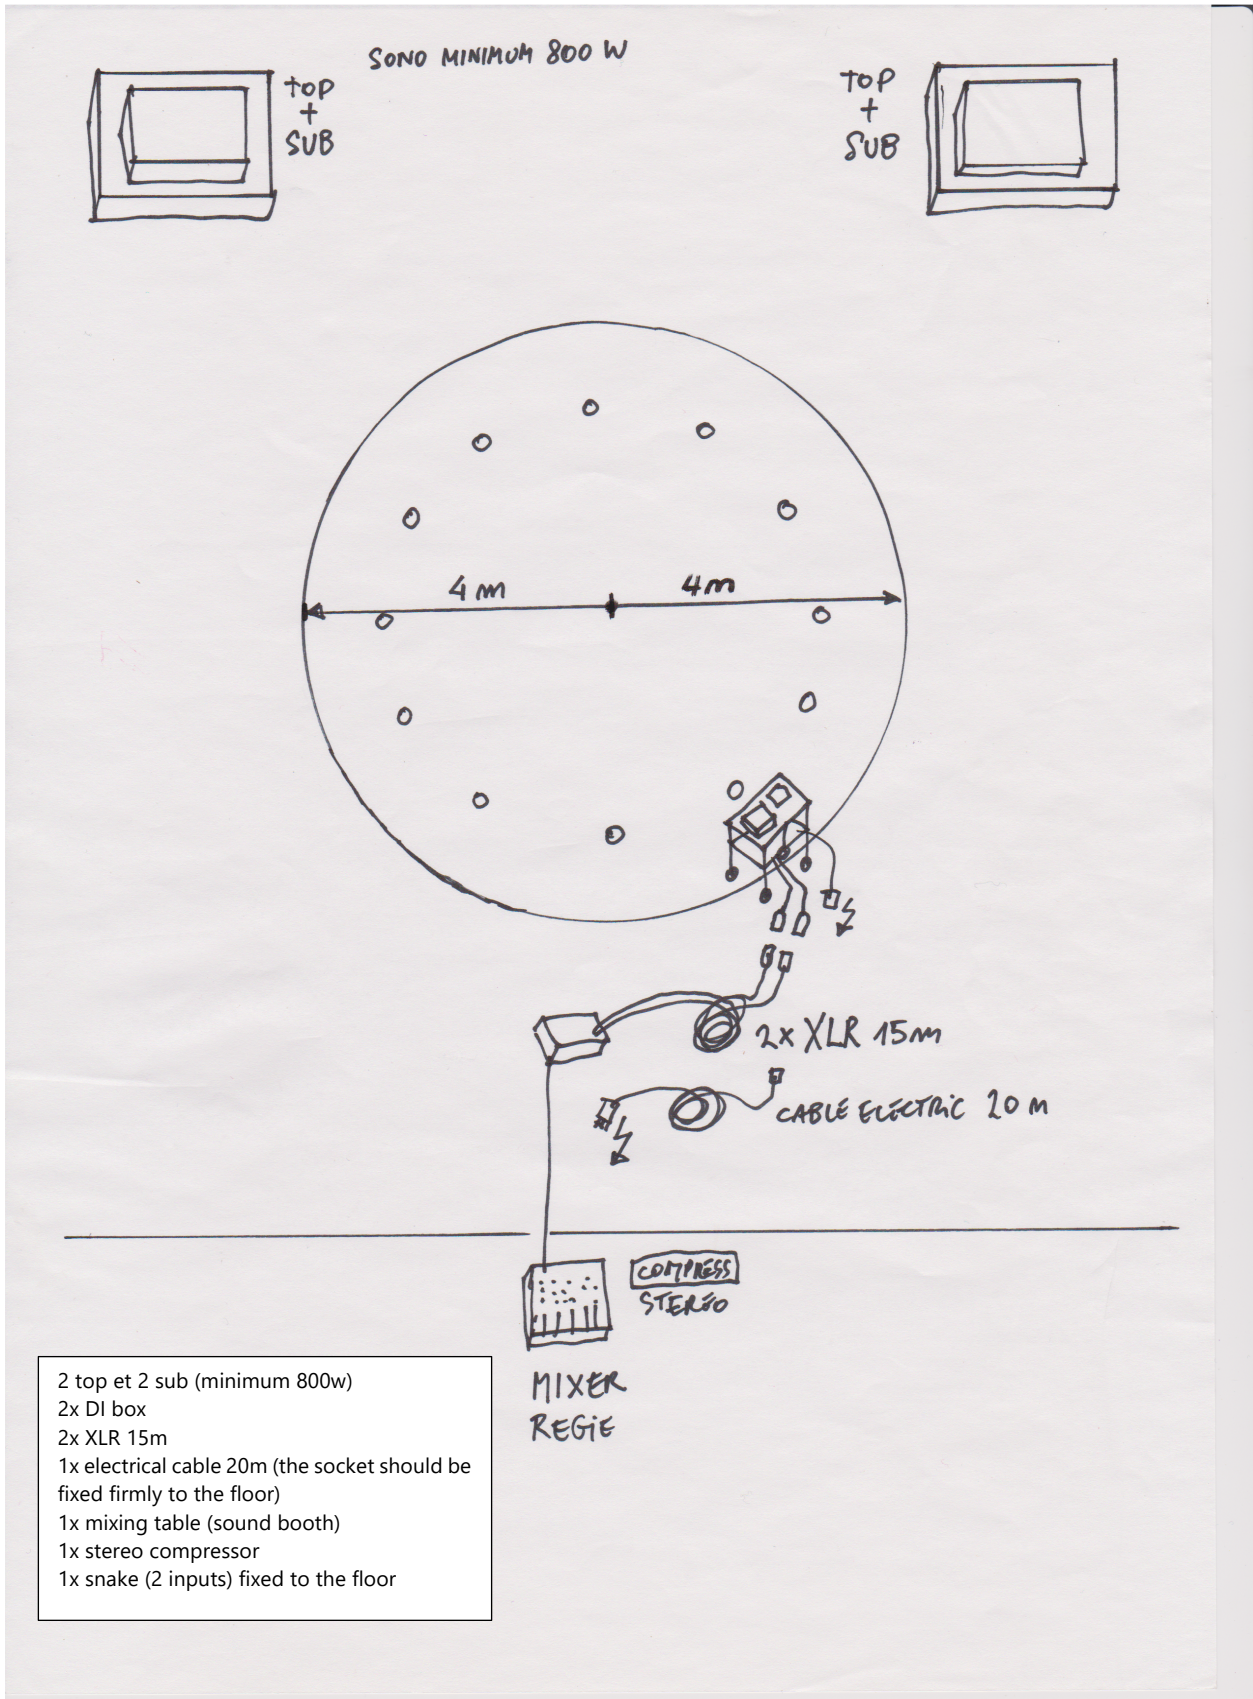 SONO MINIMUM 800 W
TOP
+
SUB
TOP
+
SUB
4 m
4 m
2x XLR 15m
CABLE ELECTRIC 20 M
COMPRESS
STEREO
MIXER
REGIE
2 top et 2 sub (minimum 800w)
2x DI box
2x XLR 15m
1x electrical cable 20m (the socket should be
fixed firmly to the floor)
1x mixing table (sound booth)
1x stereo compressor
1x snake (2 inputs) fixed to the floor